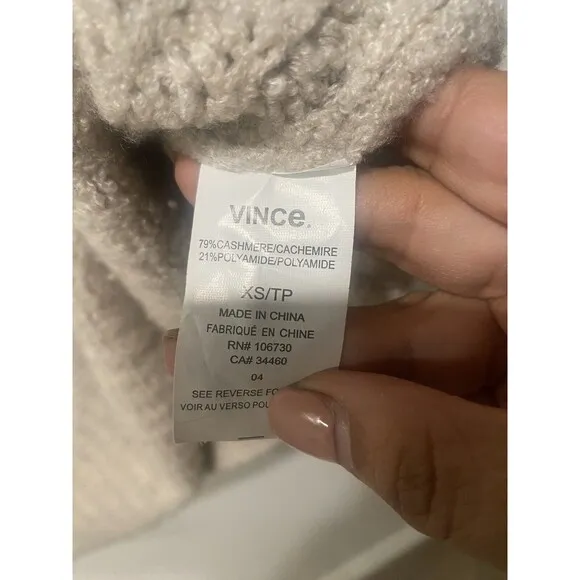 VINCE.
79%CASHMERE/CACHEMIRE
21%POLYAMIDE/POLYAMIDE
XS/TP
MADE IN CHINA
FABRIQUÉ EN CHINE
RN# 106730
CA# 34460
04
SEE REVERSE
VOIR AU VERSO